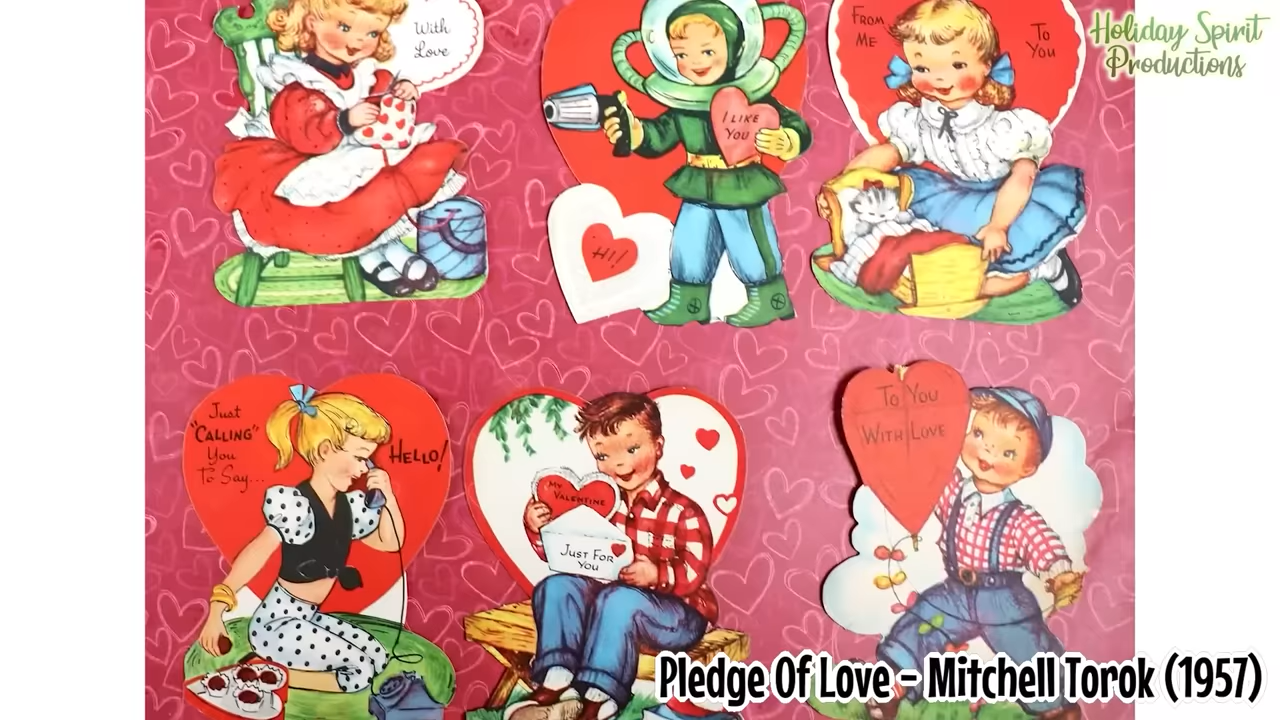 With
Love
I LIKE
YOU
HI!
FROM
ME
TO
YOU
Holiday Spirit
Productions
Just
"CALLING"
You
To Say...
HELLO!
MY
VALENTINE
JUST FOR
YOU
To You
WITH LOVE
Pledge Of Love - Mitchell Torok (1957)